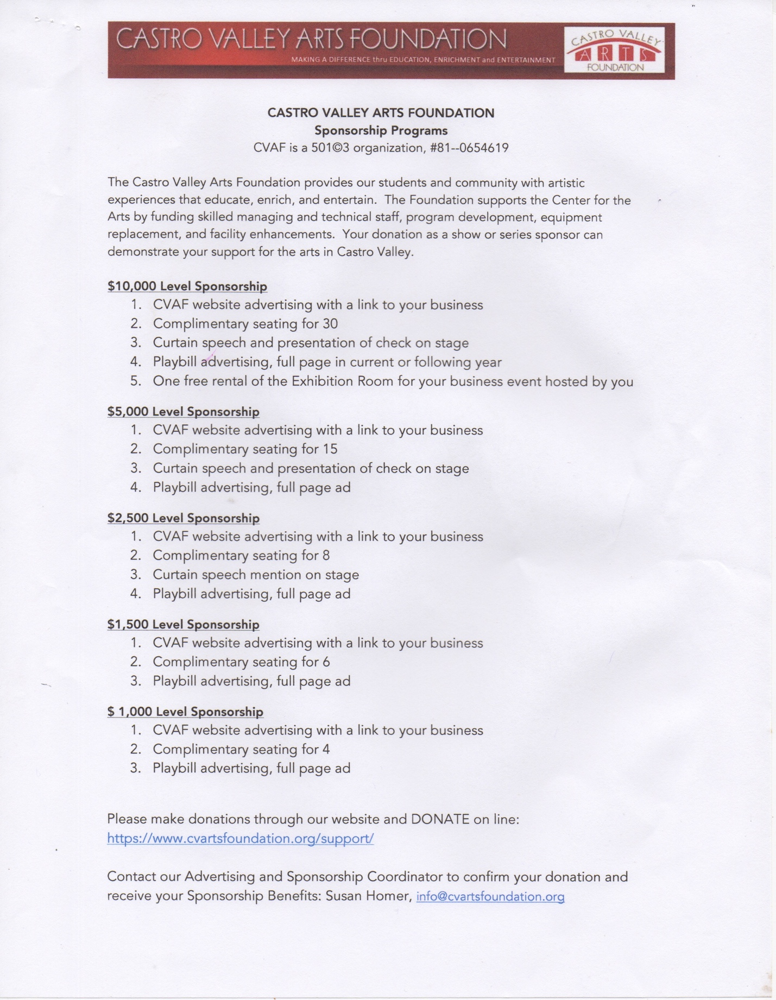 CASTRO VALLEY ARTS FOUNDATION
MAKING A DIFFERENCE thru EDUCATION, ENRICHMENT and ENTERTAINMENT
CASTRO VALLEY
ARTS
FOUNDATION
CASTRO VALLEY ARTS FOUNDATION
Sponsorship Programs
CVAF is a 501©3 organization, #81--0654619
The Castro Valley Arts Foundation provides our students and community with artistic
experiences that educate, enrich, and entertain.  The Foundation supports the Center for the
Arts by funding skilled managing and technical staff, program development, equipment
replacement, and facility enhancements.  Your donation as a show or series sponsor can
demonstrate your support for the arts in Castro Valley.
$10,000 Level Sponsorship
1. CVAF website advertising with a link to your business
2. Complimentary seating for 30
3. Curtain speech and presentation of check on stage
4. Playbill advertising, full page in current or following year
5. One free rental of the Exhibition Room for your business event hosted by you
$5,000 Level Sponsorship
1. CVAF website advertising with a link to your business
2. Complimentary seating for 15
3. Curtain speech and presentation of check on stage
4. Playbill advertising, full page ad
$2,500 Level Sponsorship
1. CVAF website advertising with a link to your business
2. Complimentary seating for 8
3. Curtain speech mention on stage
4. Playbill advertising, full page ad
$1,500 Level Sponsorship
1. CVAF website advertising with a link to your business
2. Complimentary seating for 6
3. Playbill advertising, full page ad
$ 1,000 Level Sponsorship
1. CVAF website advertising with a link to your business
2. Complimentary seating for 4
3. Playbill advertising, full page ad
Please make donations through our website and DONATE on line:
https://www.cvartsfoundation.org/support/
Contact our Advertising and Sponsorship Coordinator to confirm your donation and
receive your Sponsorship Benefits: Susan Homer, info@cvartsfoundation.org